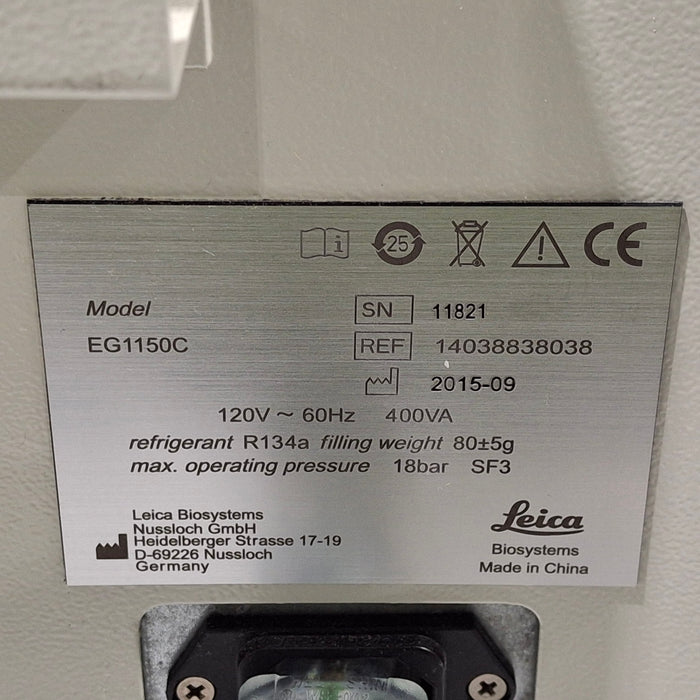 25 CE
Model SN 11821
EG1150C REF 14038838038
2015-09
120V ~ 60Hz 400VA
refrigerant R134a filling weight 80±5g
max. operating pressure 18bar SF3
Leica Biosystems
Nussloch GmbH
Heidelberger Strasse 17-19
D-69226 Nussloch
Germany
Leica
Biosystems
Made in China